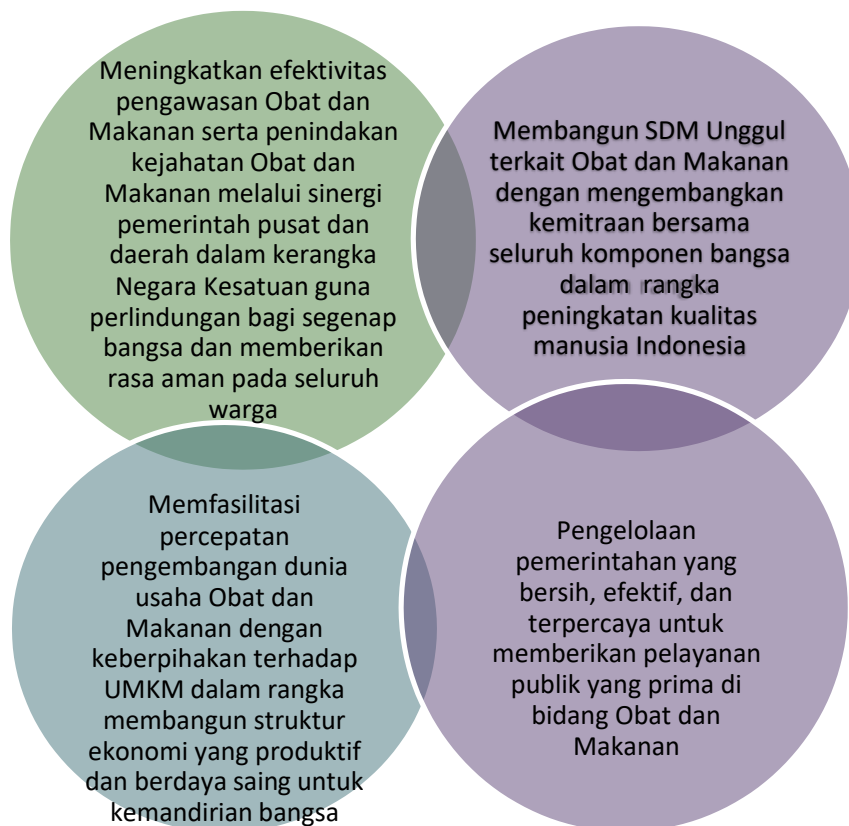 Meningkatkan efektivitas
pengawasan Obat dan
Makanan serta penindakan
kejahatan Obat dan
Makanan melalui sinergi
pemerintah pusat dan
daerah dalam kerangka
Negara Kesatuan guna
perlindungan bagi segenap
bangsa dan memberikan
rasa aman pada seluruh
warga
Membangun SDM Unggul
terkait Obat dan Makanan
dengan mengembangkan
kemitraan bersama
seluruh komponen bangsa
dalam rangka
peningkatan kualitas
manusia Indonesia
Memfasilitasi
percepatan
pengembangan dunia
usaha Obat dan
Makanan dengan
keberpihakan terhadap
UMKM dalam rangka
membangun struktur
ekonomi yang produktif
dan berdaya saing untuk
kemandirian bangsa
Pengelolaan
pemerintahan yang
bersih, efektif, dan
terpercaya untuk
memberikan pelayanan
publik yang prima di
bidang Obat dan
Makanan